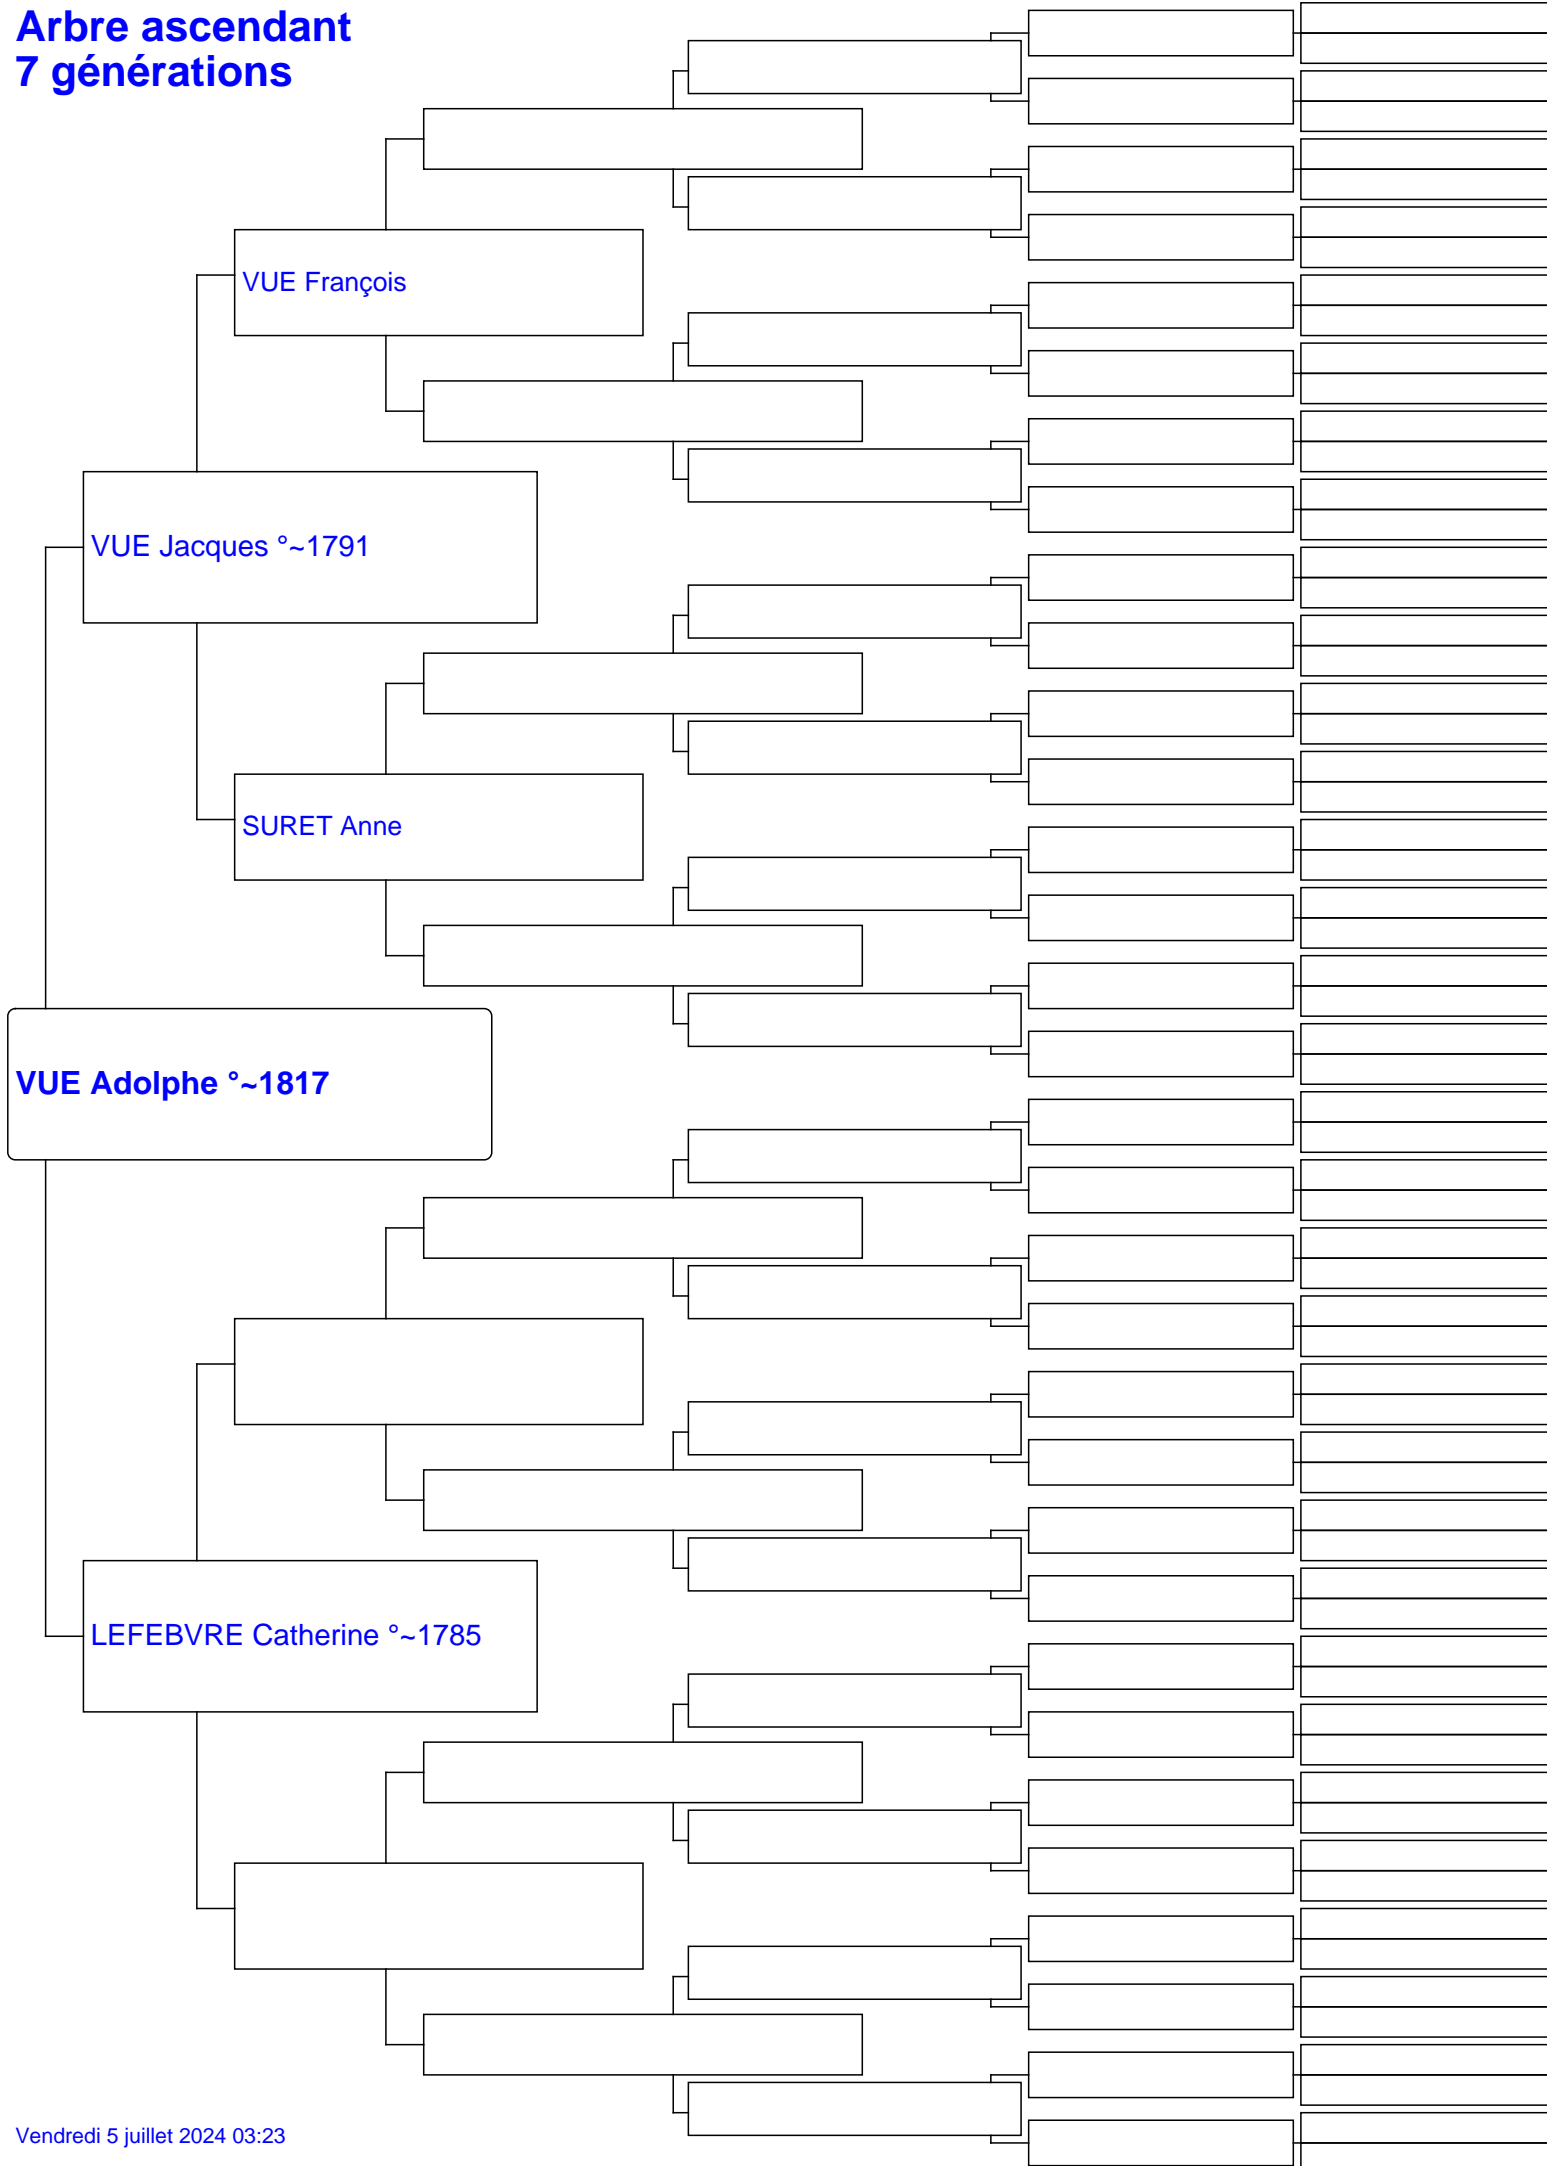 Arbre ascendant
7 générations
VUE François
VUE Jacques °~1791
SURET Anne
VUE Adolphe °~1817
LEFEBVRE Catherine °~1785
Vendredi 5 juillet 2024 03:23